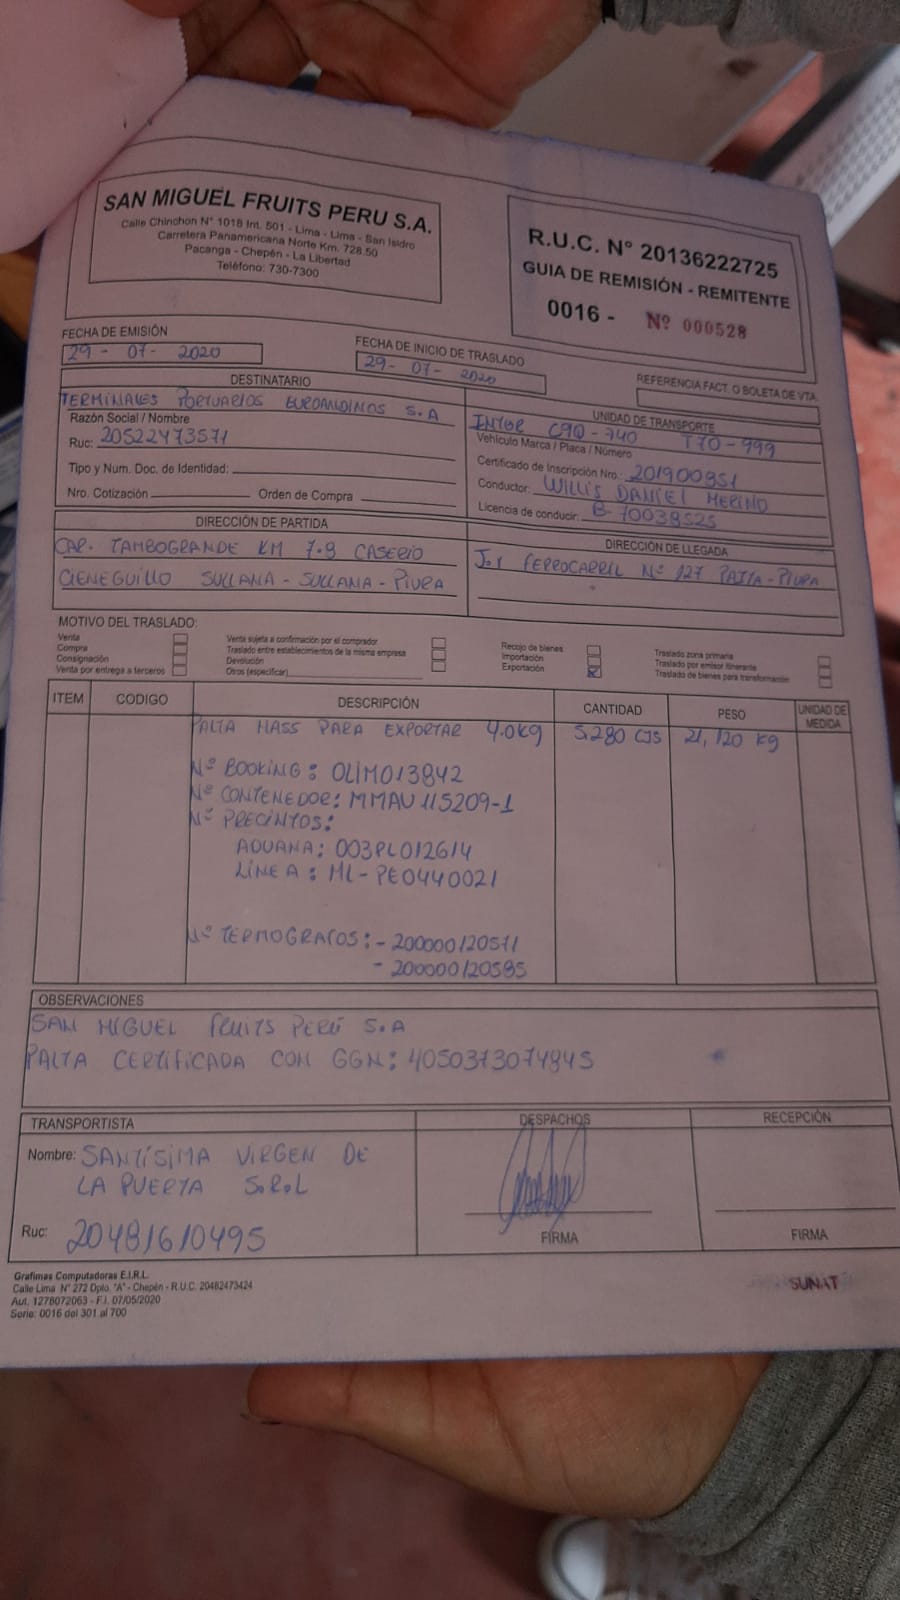 SAN MIGUEL FRUITS PERU S.A.
Calle Chinchon N° 1018 Int. 501 - Lima - Lima - San Isidro
Carretera Panamericana Norte Km. 728.50
Pacanga - Chepén - La Libertad
Teléfono: 730-7300
R.U.C. N° 20136222725
GUIA DE REMISIÓN - REMITENTE
0016 - Nº 000528
FECHA DE EMISIÓN
29 - 07 - 2020
FECHA DE INICIO DE TRASLADO
29 - 07 - 2020
REFERENCIA FACT. O BOLETA DE VTA.
DESTINATARIO
TERMINALES PORTUARIOS EUROANDINOS S.A
Razón Social / Nombre
Ruc: 20522473571
Tipo y Num. Doc. de Identidad:
Nro. Cotización Orden de Compra
UNIDAD DE TRANSPORTE
C9Q-740 T70-999
Vehículo Marca / Placa / Número
Certificado de Inscripción Nro.: 201900851
Conductor: WILLIS DANIEL MERINO
Licencia de conducir: B-70038525
DIRECCIÓN DE PARTIDA
CAR. TAMBOGRANDE KM 7.8 CASERIO
CIENEGUILLO SULLANA - SULLANA - PIURA
DIRECCIÓN DE LLEGADA
FERROCARRIL Nº 127 PAITA-PIURA
MOTIVO DEL TRASLADO:
Venta
Compra
Consignación
Venta por entrega a terceros
Venta sujeta a confirmación por el comprador
Traslado entre establecimientos de la misma empresa
Devolución
Otros (especificar)
Recojo de bienes
Importación
Exportación
Traslado zona primaria
Traslado por emisor itinerante
Traslado de bienes para transformación
ITEM CODIGO DESCRIPCIÓN CANTIDAD PESO UNIDAD DE MEDIDA
PALTA HASS PARA EXPORTAR 4.0kg 5.280 CJS 21,120 Kg
Nº BOOKING: OLIM013842
Nº CONTENEDOR: MMAU 115209-1
Nº PRECINTOS:
ADUANA: 003PL012614
LÍNEA: ML-PE0440021
Nº TERMOGRAFOS: - 200000120511
- 200000120585
OBSERVACIONES
SAN MIGUEL FRUITS PERÚ S.A
PALTA CERTIFICADA CON GGN: 4050373074845
TRANSPORTISTA
Nombre: SANTÍSIMA VIRGEN DE
LA PUERTA S.R.L
Ruc: 20481610495
DESPACHOS
FIRMA
RECEPCIÓN
FIRMA
Grafimas Computadoras E.I.R.L.
Calle Lima N° 272 Dpto. "A" - Chepén - R.U.C. 20482473424
Aut. 1278072063 - F.I. 07/05/2020
Serie: 0016 del 301 al 700
SUNAT